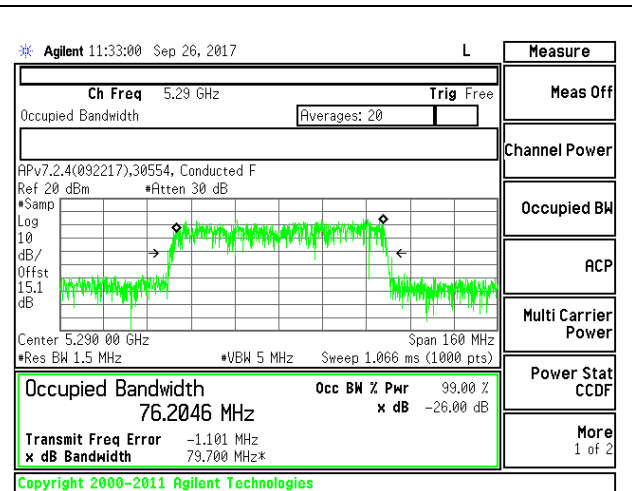 Agilent 11:33:00 Sep 26, 2017 L
Measure
Ch Freq 5.29 GHz Trig Free
Occupied Bandwidth Averages: 20
APv7.2.4(092217),30554, Conducted F
Ref 20 dBm #Atten 30 dB
#Samp
Log
10
dB/
Offst
15.1
dB
Center 5.290 00 GHz Span 160 MHz
#Res BW 1.5 MHz #VBW 5 MHz Sweep 1.066 ms (1000 pts)
Occupied Bandwidth Occ BW % Pwr 99.00 %
76.2046 MHz x dB -26.00 dB
Transmit Freq Error -1.101 MHz
x dB Bandwidth 79.700 MHz*
Copyright 2000-2011 Agilent Technologies
Meas Off
Channel Power
Occupied BW
ACP
Multi Carrier
Power
Power Stat
CCDF
More
1 of 2